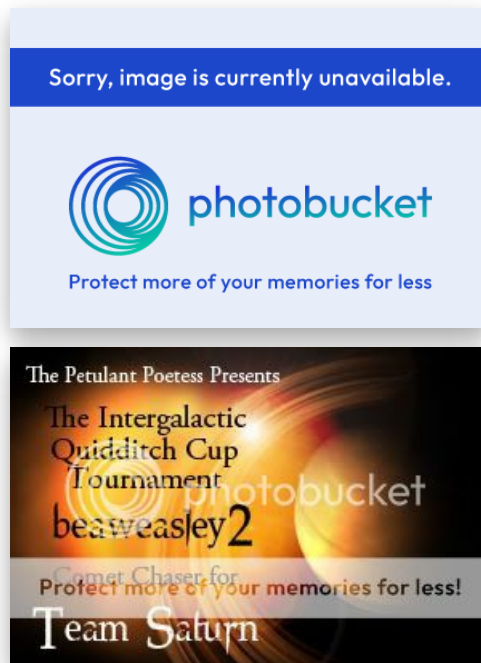 Sorry, image is currently unavailable.
photobucket
Protect more of your memories for less
The Petulant Poetess Presents
The Intergalactic
Quidditch Cup
Tournament
photobucket
beaweasley2
Comet Chaser for
Protect more of your memories for less!
Team Saturn